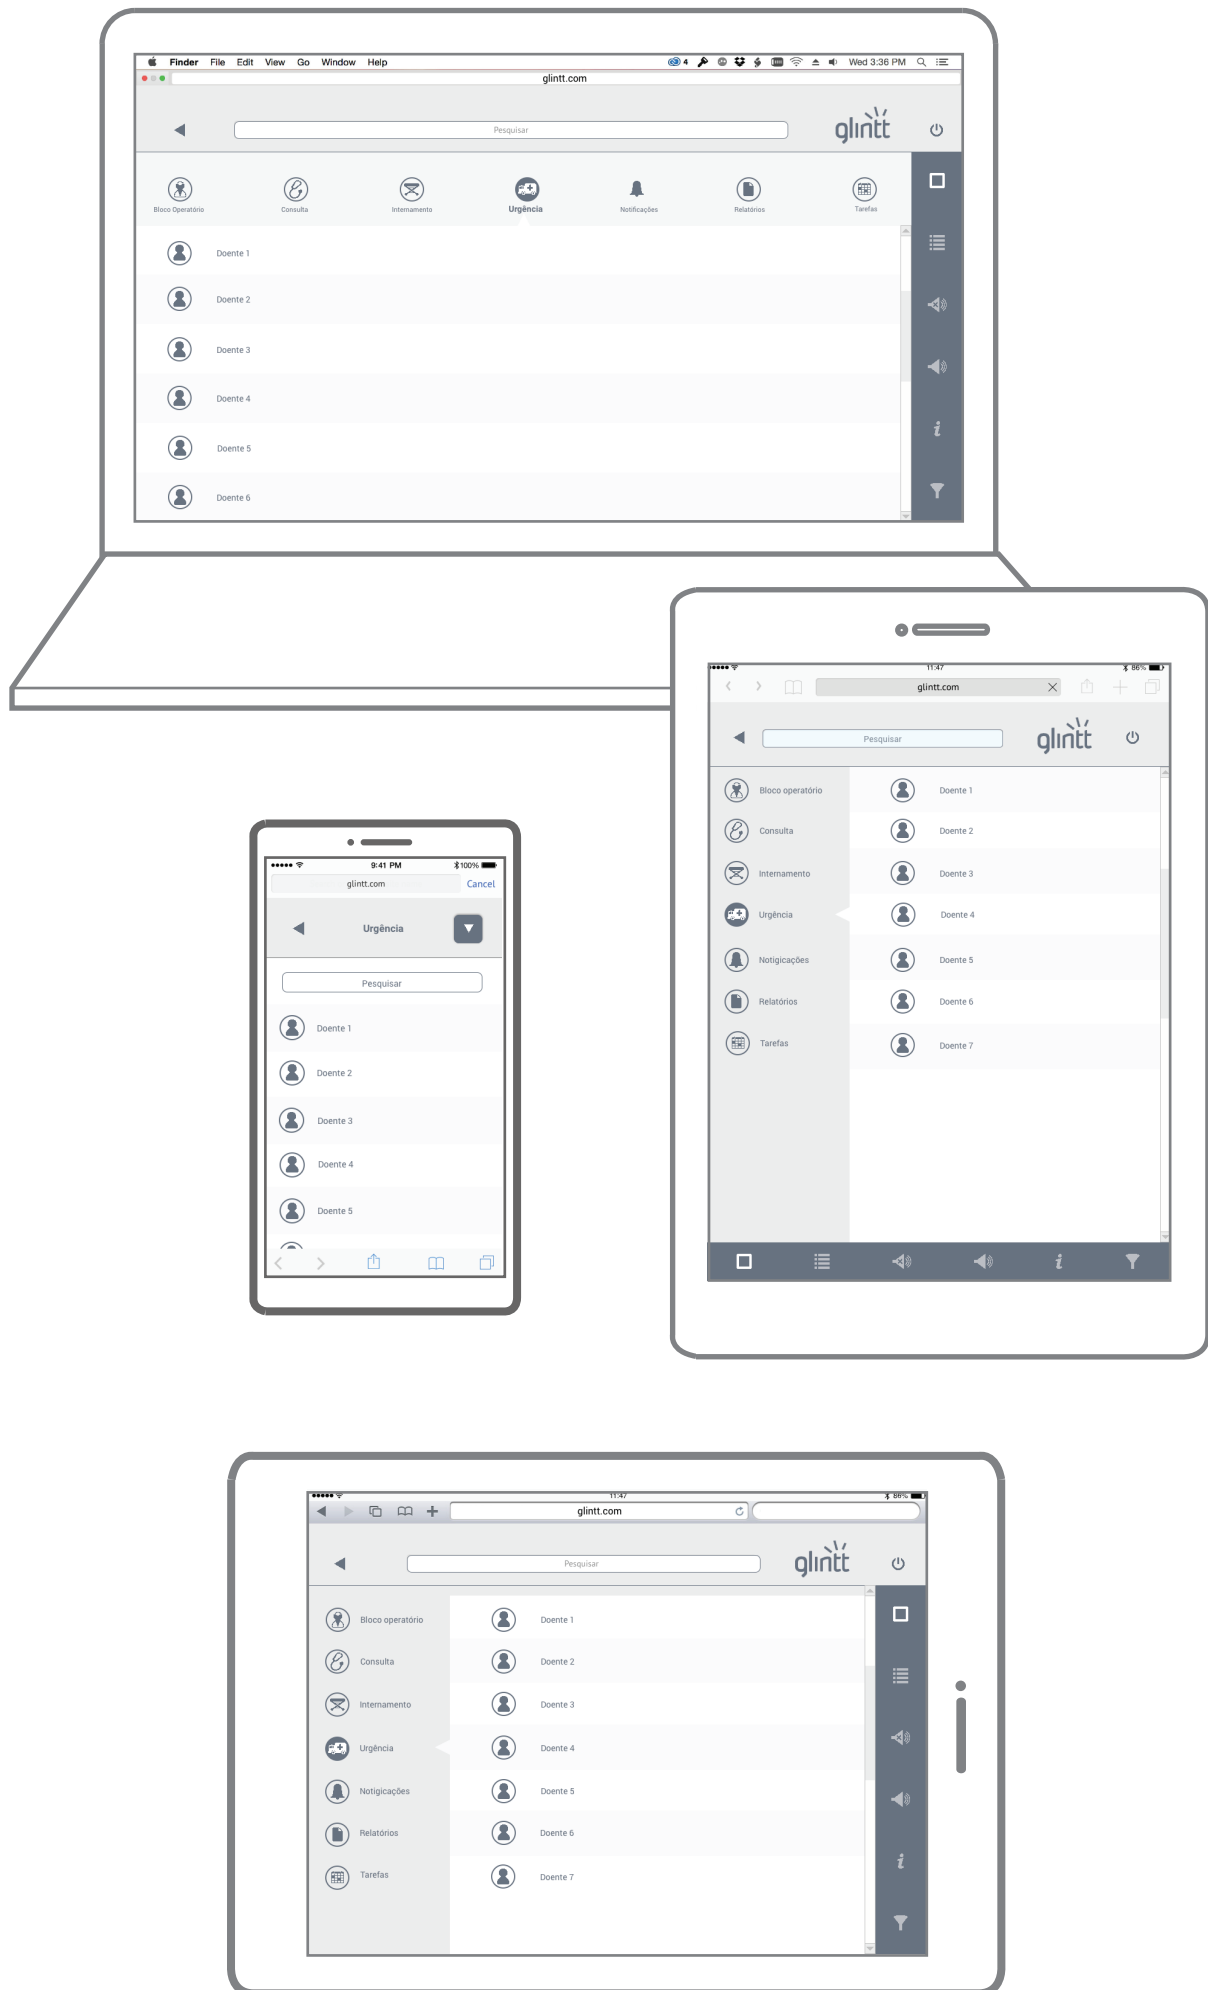 Finder File Edit View Go Window Help 4 Wed 3:36 PM
glintt.com
Pesquisar glintt
Bloco Operatório Consulta Internamento Urgência Notificações Relatórios Tarefas
Doente 1
Doente 2
Doente 3
Doente 4
Doente 5
Doente 6
11:47 86%
glintt.com
Pesquisar glintt
Bloco operatório Doente 1
Consulta Doente 2
Internamento Doente 3
Urgência Doente 4
Notigicações Doente 5
Relatórios Doente 6
Tarefas Doente 7
i
9:41 PM 100%
glintt.com Cancel
Urgência
Pesquisar
Doente 1
Doente 2
Doente 3
Doente 4
Doente 5
11:47 86%
glintt.com
Pesquisar glintt
Bloco operatório Doente 1
Consulta Doente 2
Internamento Doente 3
Urgência Doente 4
Notigicações Doente 5
Relatórios Doente 6
Tarefas Doente 7